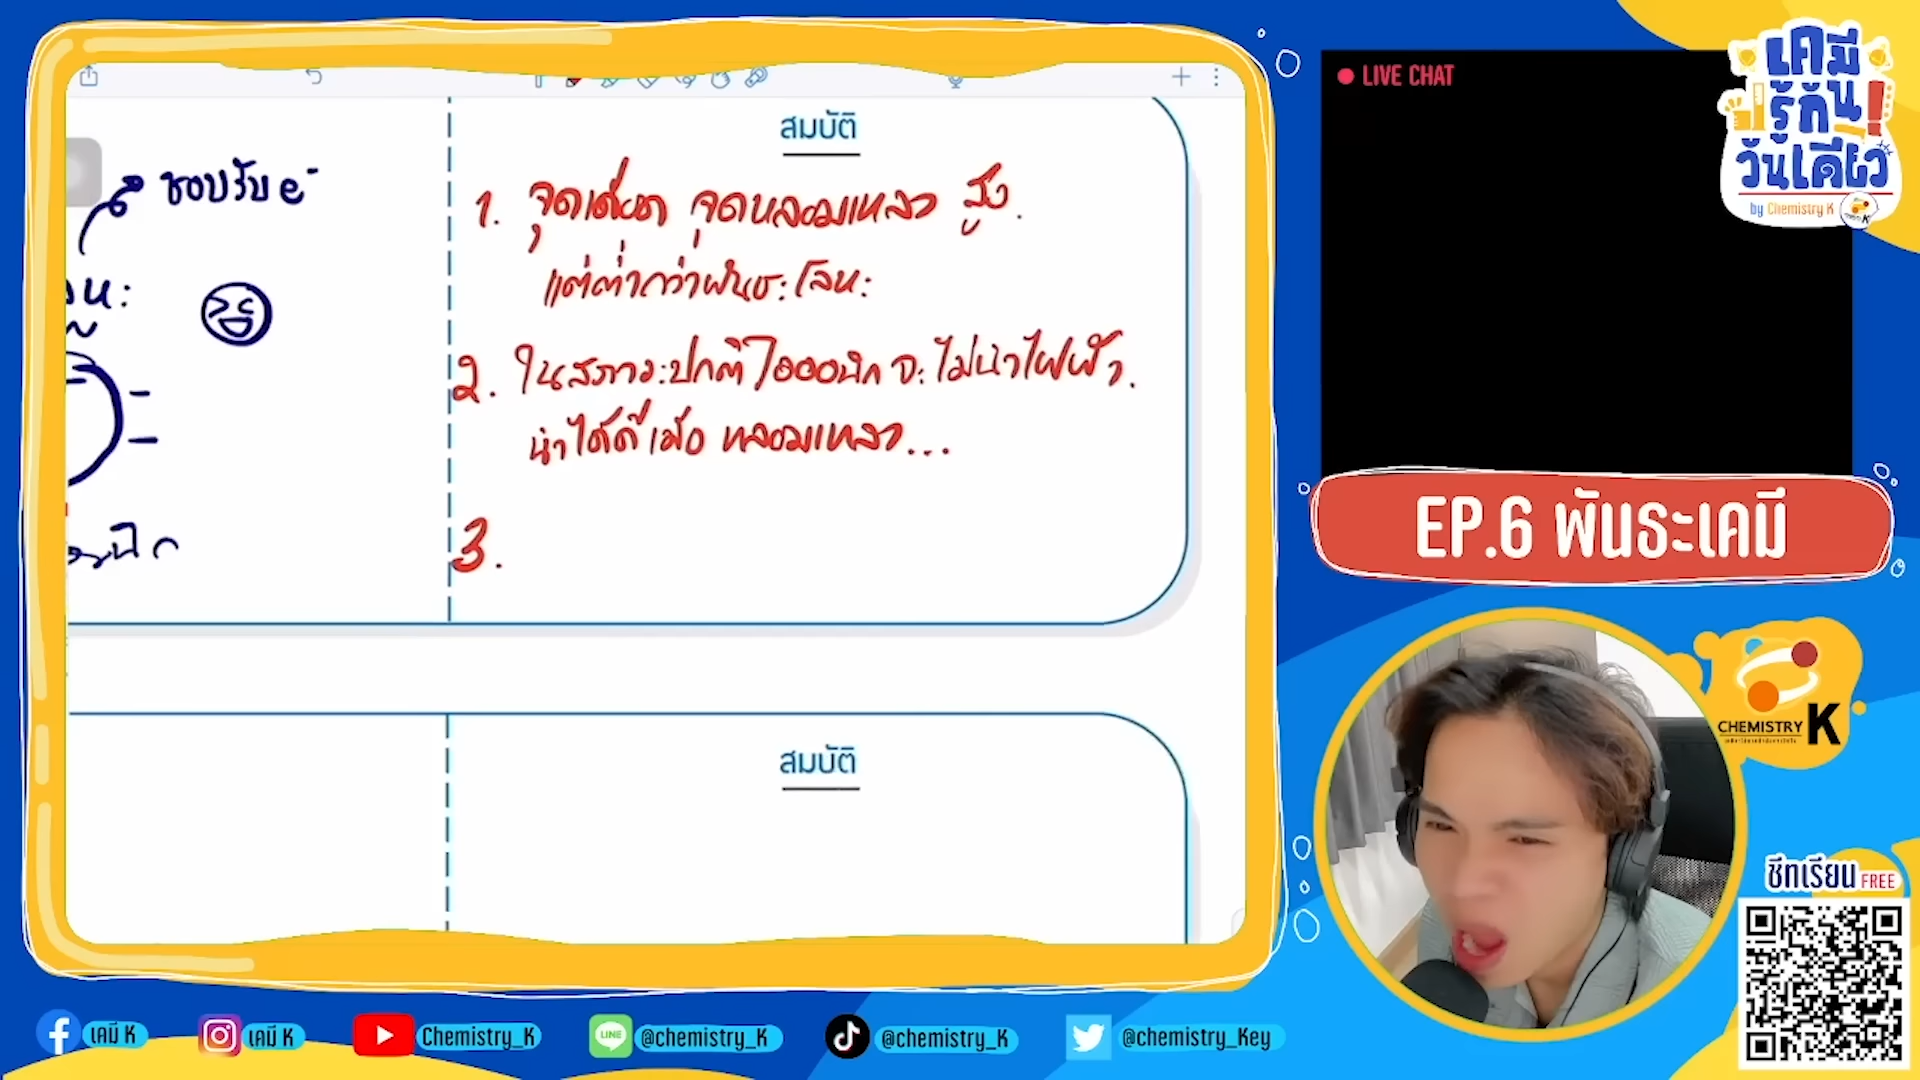 สมบัติ
ชอบรับ e⁻
1. จุดเดือด จุดหลอมเหลว สูง.
แต่ต่ำกว่าพันธะโลหะ
2. ในสภาวะปกติ ไอออนิก จะ ไม่นำไฟฟ้า.
นำได้ดีเมื่อ หลอมเหลว...
3.
สมบัติ
LIVE CHAT
เคมี
รู้กัน!
วันเดียว
by Chemistry K
EP.6 พันธะเคมี
CHEMISTRY K
ชีทเรียน FREE
เคมี K
เคมี K
Chemistry_K
LINE
@chemistry_K
@chemistry_K
@chemistry_Key